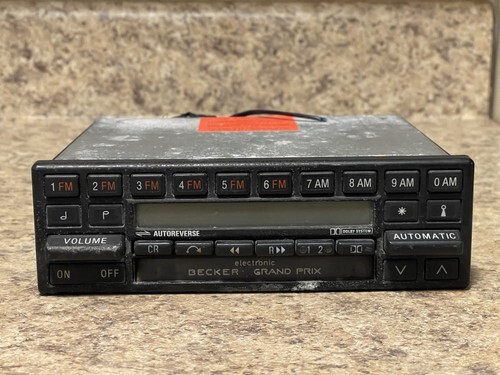 1 FM 2 FM 3 FM 4 FM 5 FM 6 FM 7 AM 8 AM 9 AM 0 AM
AUTOREVERSE DOLBY SYSTEM
VOLUME AUTOMATIC
CR R 1 2
ON OFF
electronic
BECKER GRAND PRIX